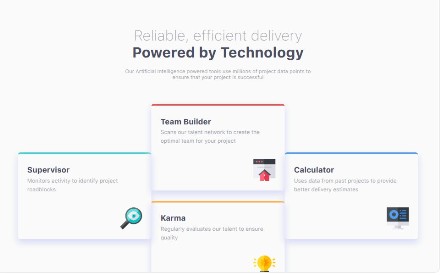 Reliable, efficient delivery
Powered by Technology
Our Artificial Intelligence powered tools use millions of project data points to
ensure that your project is successful
Team Builder
Scans our talent network to create the
optimal team for your project
Supervisor
Monitors activity to identify project
roadblocks
Calculator
Uses data from past projects to provide
better delivery estimates
Karma
Regularly evaluates our talent to ensure
quality